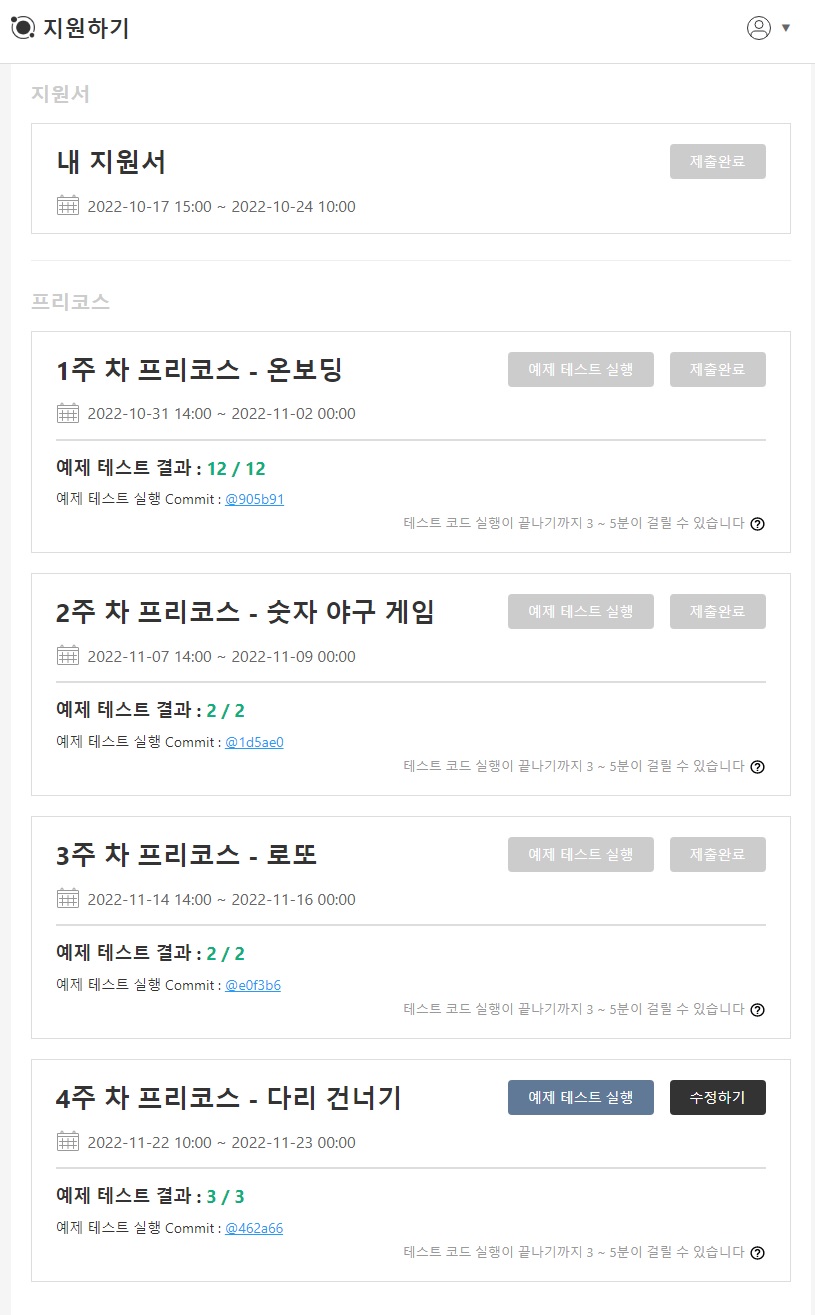 지원하기
지원서
내 지원서
제출완료
2022-10-17 15:00 ~ 2022-10-24 10:00
프리코스
1주 차 프리코스 - 온보딩
예제 테스트 실행
제출완료
2022-10-31 14:00 ~ 2022-11-02 00:00
예제 테스트 결과 : 12 / 12
예제 테스트 실행 Commit : @905b91
테스트 코드 실행이 끝나기까지 3 ~ 5분이 걸릴 수 있습니다 ?
2주 차 프리코스 - 숫자 야구 게임
예제 테스트 실행
제출완료
2022-11-07 14:00 ~ 2022-11-09 00:00
예제 테스트 결과 : 2 / 2
예제 테스트 실행 Commit : @1d5ae0
테스트 코드 실행이 끝나기까지 3 ~ 5분이 걸릴 수 있습니다 ?
3주 차 프리코스 - 로또
예제 테스트 실행
제출완료
2022-11-14 14:00 ~ 2022-11-16 00:00
예제 테스트 결과 : 2 / 2
예제 테스트 실행 Commit : @e0f3b6
테스트 코드 실행이 끝나기까지 3 ~ 5분이 걸릴 수 있습니다 ?
4주 차 프리코스 - 다리 건너기
예제 테스트 실행
수정하기
2022-11-22 10:00 ~ 2022-11-23 00:00
예제 테스트 결과 : 3 / 3
예제 테스트 실행 Commit : @462a66
테스트 코드 실행이 끝나기까지 3 ~ 5분이 걸릴 수 있습니다 ?